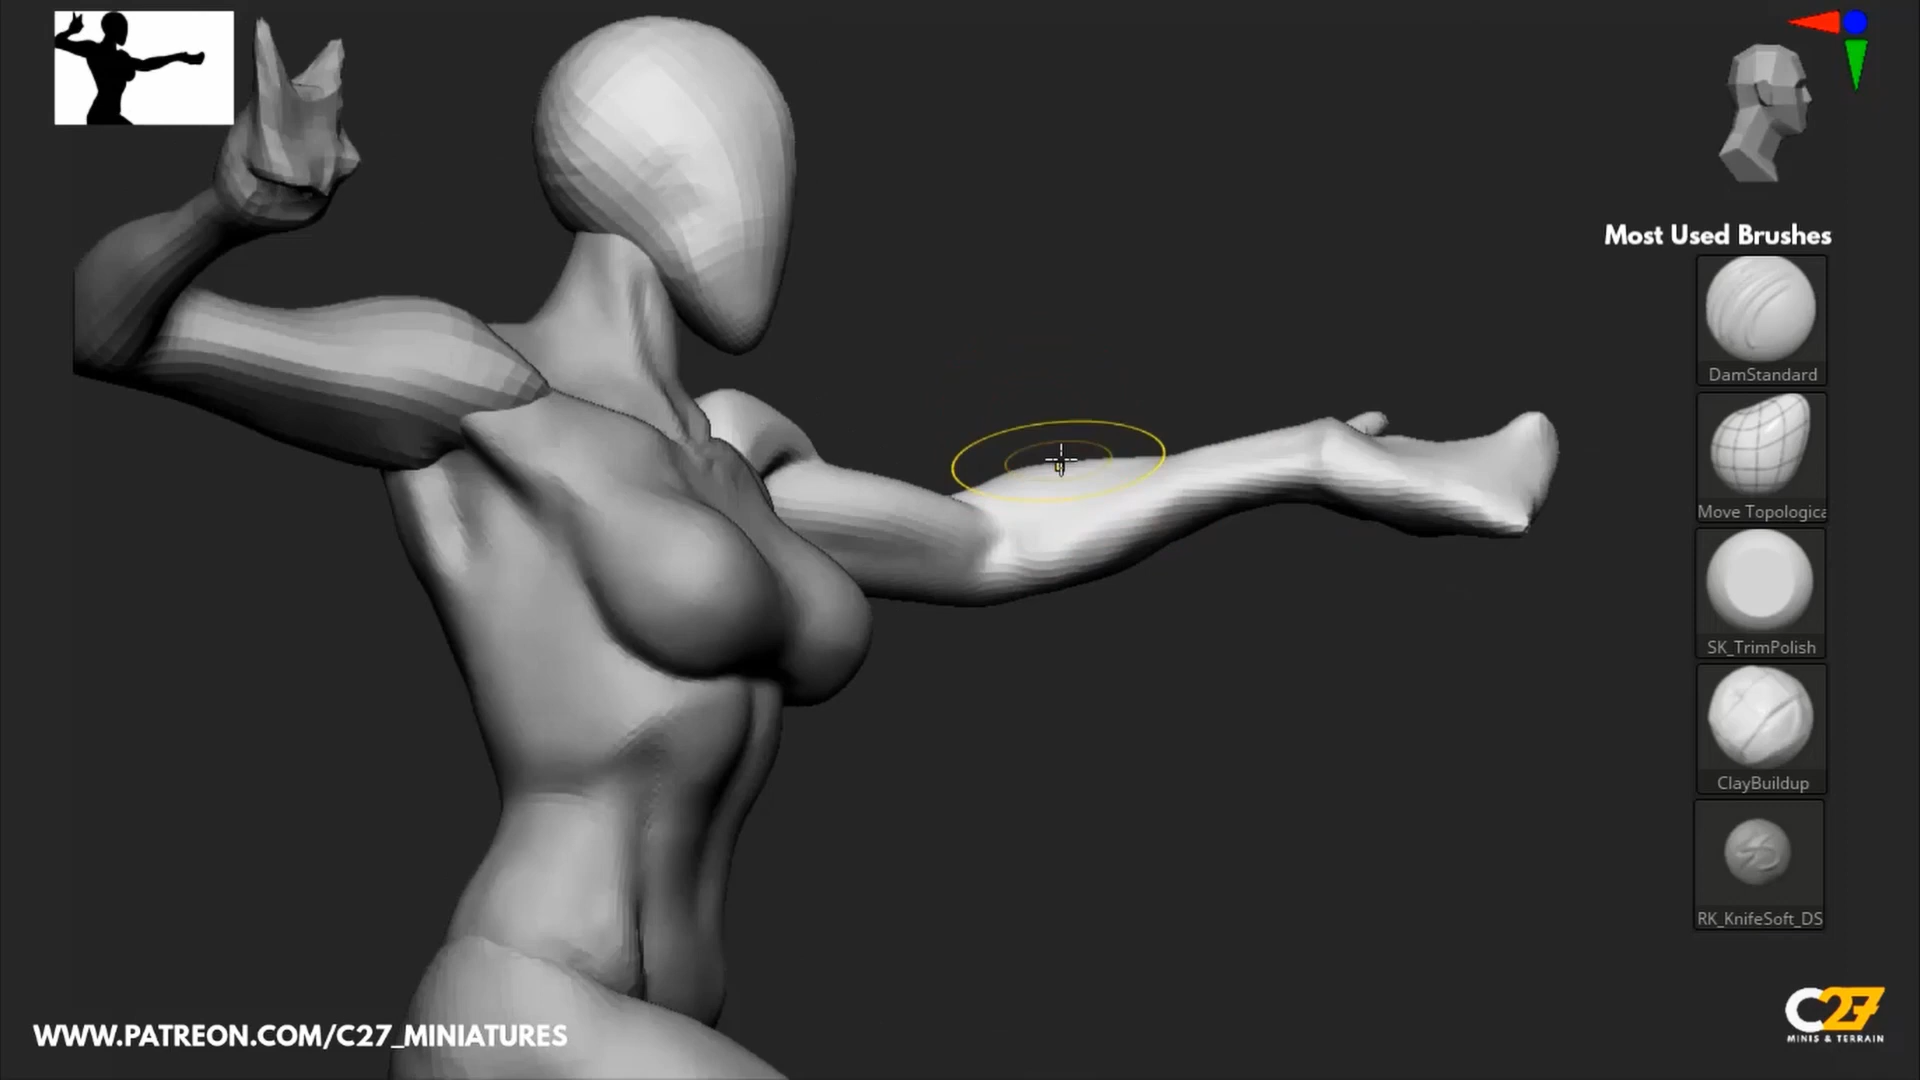 Most Used Brushes
DamStandard
Move Topologica
SK_TrimPolish
ClayBuildup
RK_KnifeSoft_DS
WWW.PATREON.COM/C27_MINIATURES
C27
MINIS & TERRAIN